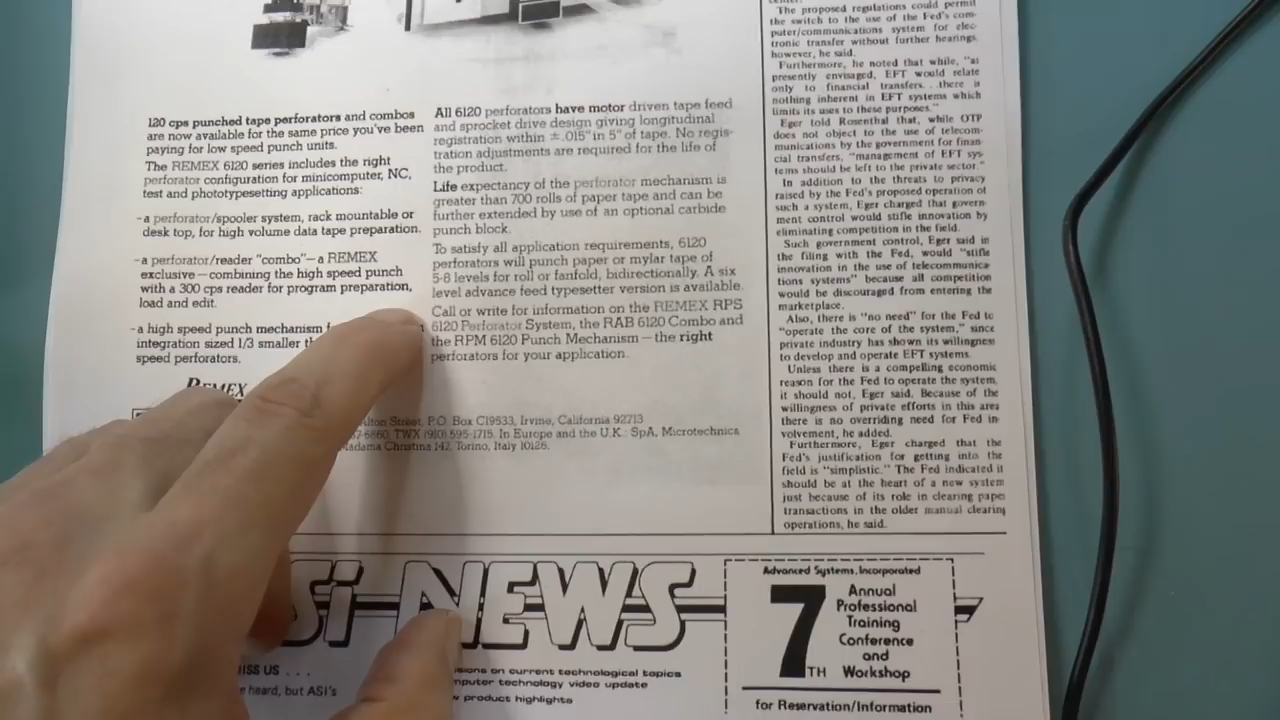 120 cps punched tape perforators and combos
are now available for the same price you've been
paying for low speed punch units.
The REMEX 6120 series includes the right
perforator configuration for minicomputer, NC,
test and phototypesetting applications:
-a perforator/spooler system, rack mountable or
desk top, for high volume data tape preparation.
-a perforator/reader "combo"—a REMEX
exclusive—combining the high speed punch
with a 300 cps reader for program preparation,
load and edit.
-a high speed punch mechanism
integration sized 1/3 smaller
speed perforators.
REMEX
All 6120 perforators have motor driven tape feed
and sprocket drive design giving longitudinal
registration within ±.015" in 5" of tape. No regis-
tration adjustments are required for the life of
the product.
Life expectancy of the perforator mechanism is
greater than 700 rolls of paper tape and can be
further extended by use of an optional carbide
punch block.
To satisfy all application requirements, 6120
perforators will punch paper or mylar tape of
5-8 levels for roll or fanfold, bidirectionally. A six
level advance feed typesetter version is available.
Call or write for information on the REMEX RPS
6120 Perforator System, the RAB 6120 Combo and
the RPM 6120 Punch Mechanism—the right
perforators for your application.
Alton Street, P.O. Box C19533, Irvine, California 92713
TWX (910) 595-1715. In Europe and the U.K.: SpA, Microtechnica
Madama Christina 147, Torino, Italy 10126.
The proposed regulations could permit
the switch to the use of the Fed's com-
puter/communications system for elec-
tronic transfer without further hearings,
however, he said.
Furthermore, he noted that while, "as
presently envisaged, EFT would relate
only to financial transfers. . .there is
nothing inherent in EFT systems which
limits its uses to these purposes."
Eger told Rosenthal that, while OTP
does not object to the use of telecom-
munications by the government for finan-
cial transfers, "management of EFT sys-
tems should be left to the private sector."
In addition to the threats to privacy
raised by the Fed's proposed operation of
such a system, Eger charged that govern-
ment control would stifle innovation by
eliminating competition in the field.
Such government control, Eger said in
the filing with the Fed, would "stifle
innovation in the use of telecommunica-
tions systems" because all competition
would be discouraged from entering the
marketplace.
Also, there is "no need" for the Fed to
"operate the core of the system," since
private industry has shown its willingness
to develop and operate EFT systems.
Unless there is a compelling economic
reason for the Fed to operate the system,
it should not, Eger said. Because of the
willingness of private efforts in this area
there is no overriding need for Fed in-
volvement, he added.
Furthermore, Eger charged that the
Fed's justification for getting into the
field is "simplistic." The Fed indicated it
should be at the heart of a new system
just because of its role in clearing paper
transactions in the older manual clearing
operations, he said.
Si NEWS
MISS US . . .
heard, but ASI's
on current technological topics
computer technology video update
product highlights
Advanced Systems, Incorporated
7TH
Annual
Professional
Training
Conference
and
Workshop
for Reservation/Information